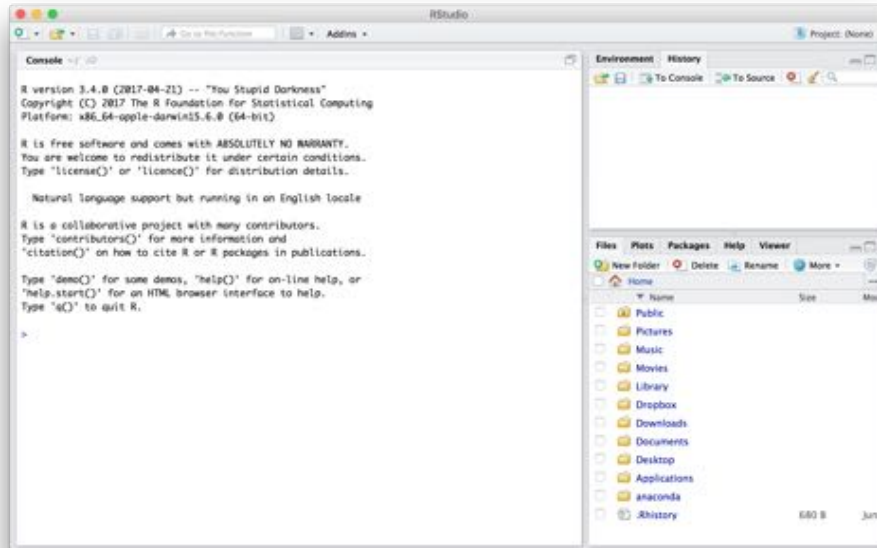 RStudio
Go to file/function
Addins
Project: (None)
Console ~/
R version 3.4.0 (2017-04-21) -- "You Stupid Darkness"
Copyright (C) 2017 The R Foundation for Statistical Computing
Platform: x86_64-apple-darwin15.6.0 (64-bit)
R is free software and comes with ABSOLUTELY NO WARRANTY.
You are welcome to redistribute it under certain conditions.
Type 'license()' or 'licence()' for distribution details.
Natural language support but running in an English locale
R is a collaborative project with many contributors.
Type 'contributors()' for more information and
'citation()' on how to cite R or R packages in publications.
Type 'demo()' for some demos, 'help()' for on-line help, or
'help.start()' for an HTML browser interface to help.
Type 'q()' to quit R.
>
Environment History
To Console To Source
Files Plots Packages Help Viewer
New Folder Delete Rename More
Home
Name Size Mo
Public
Pictures
Music
Movies
Library
Dropbox
Downloads
Documents
Desktop
Applications
anaconda
.Rhistory 680 B Jun